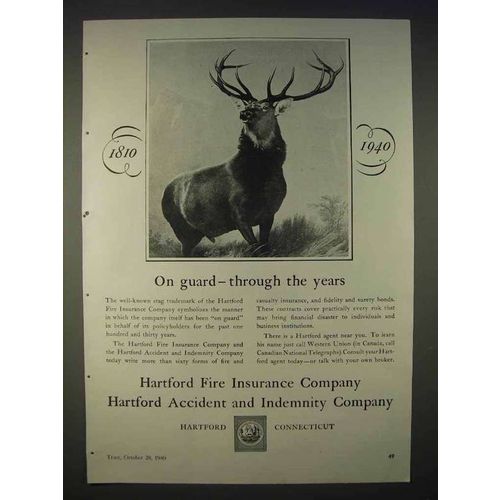 1810
1940
On guard – through the years
The well-known stag trademark of the Hartford
Fire Insurance Company symbolizes the manner
in which the company itself has been "on guard"
in behalf of its policyholders for the past one
hundred and thirty years.
The Hartford Fire Insurance Company and
the Hartford Accident and Indemnity Company
today write more than sixty forms of fire and
casualty insurance, and fidelity and surety bonds.
These contracts cover practically every risk that
may bring financial disaster to individuals and
business institutions.
There is a Hartford agent near you. To learn
his name just call Western Union (in Canada, call
Canadian National Telegraphs) Consult your Hart-
ford agent today—or talk with your own broker.
Hartford Fire Insurance Company
Hartford Accident and Indemnity Company
HARTFORD CONNECTICUT
Time, October 28, 1940
49